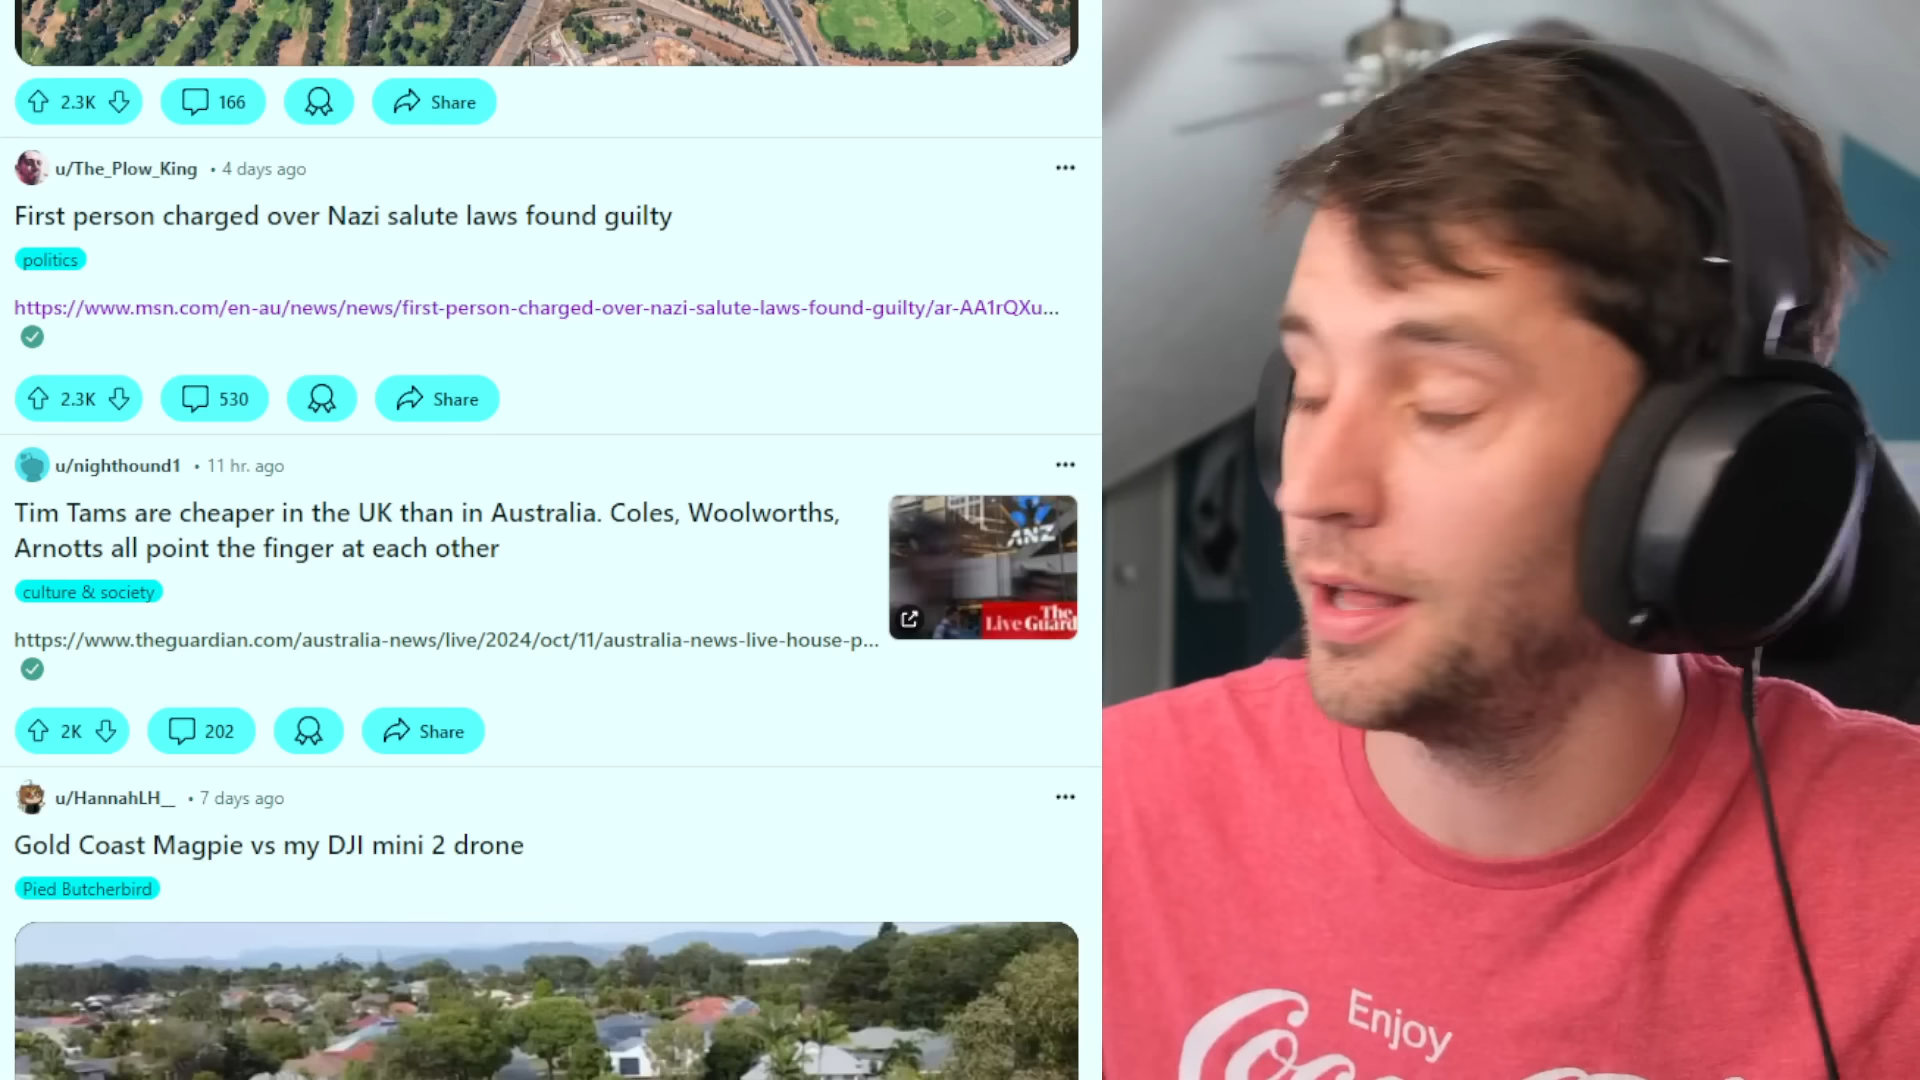 2.3K 166 Share
u/The_Plow_King • 4 days ago
First person charged over Nazi salute laws found guilty
politics
https://www.msn.com/en-au/news/news/first-person-charged-over-nazi-salute-laws-found-guilty/ar-AA1rQXu...
2.3K 530 Share
u/nighthound1 • 11 hr. ago
Tim Tams are cheaper in the UK than in Australia. Coles, Woolworths,
Arnotts all point the finger at each other
culture & society
ANZ
The
Live Guard
https://www.theguardian.com/australia-news/live/2024/oct/11/australia-news-live-house-p...
2K 202 Share
u/HannahLH__ • 7 days ago
Gold Coast Magpie vs my DJI mini 2 drone
Pied Butcherbird
Enjoy